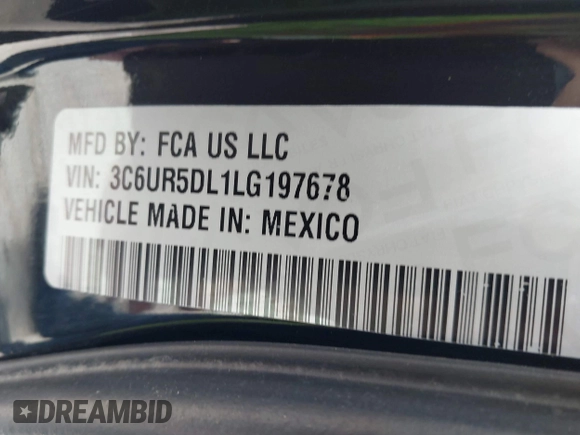 MFD BY: FCA US LLC
VIN: 3C6UR5DL1LG197678
VEHICLE MADE IN: MEXICO
DREAMBID